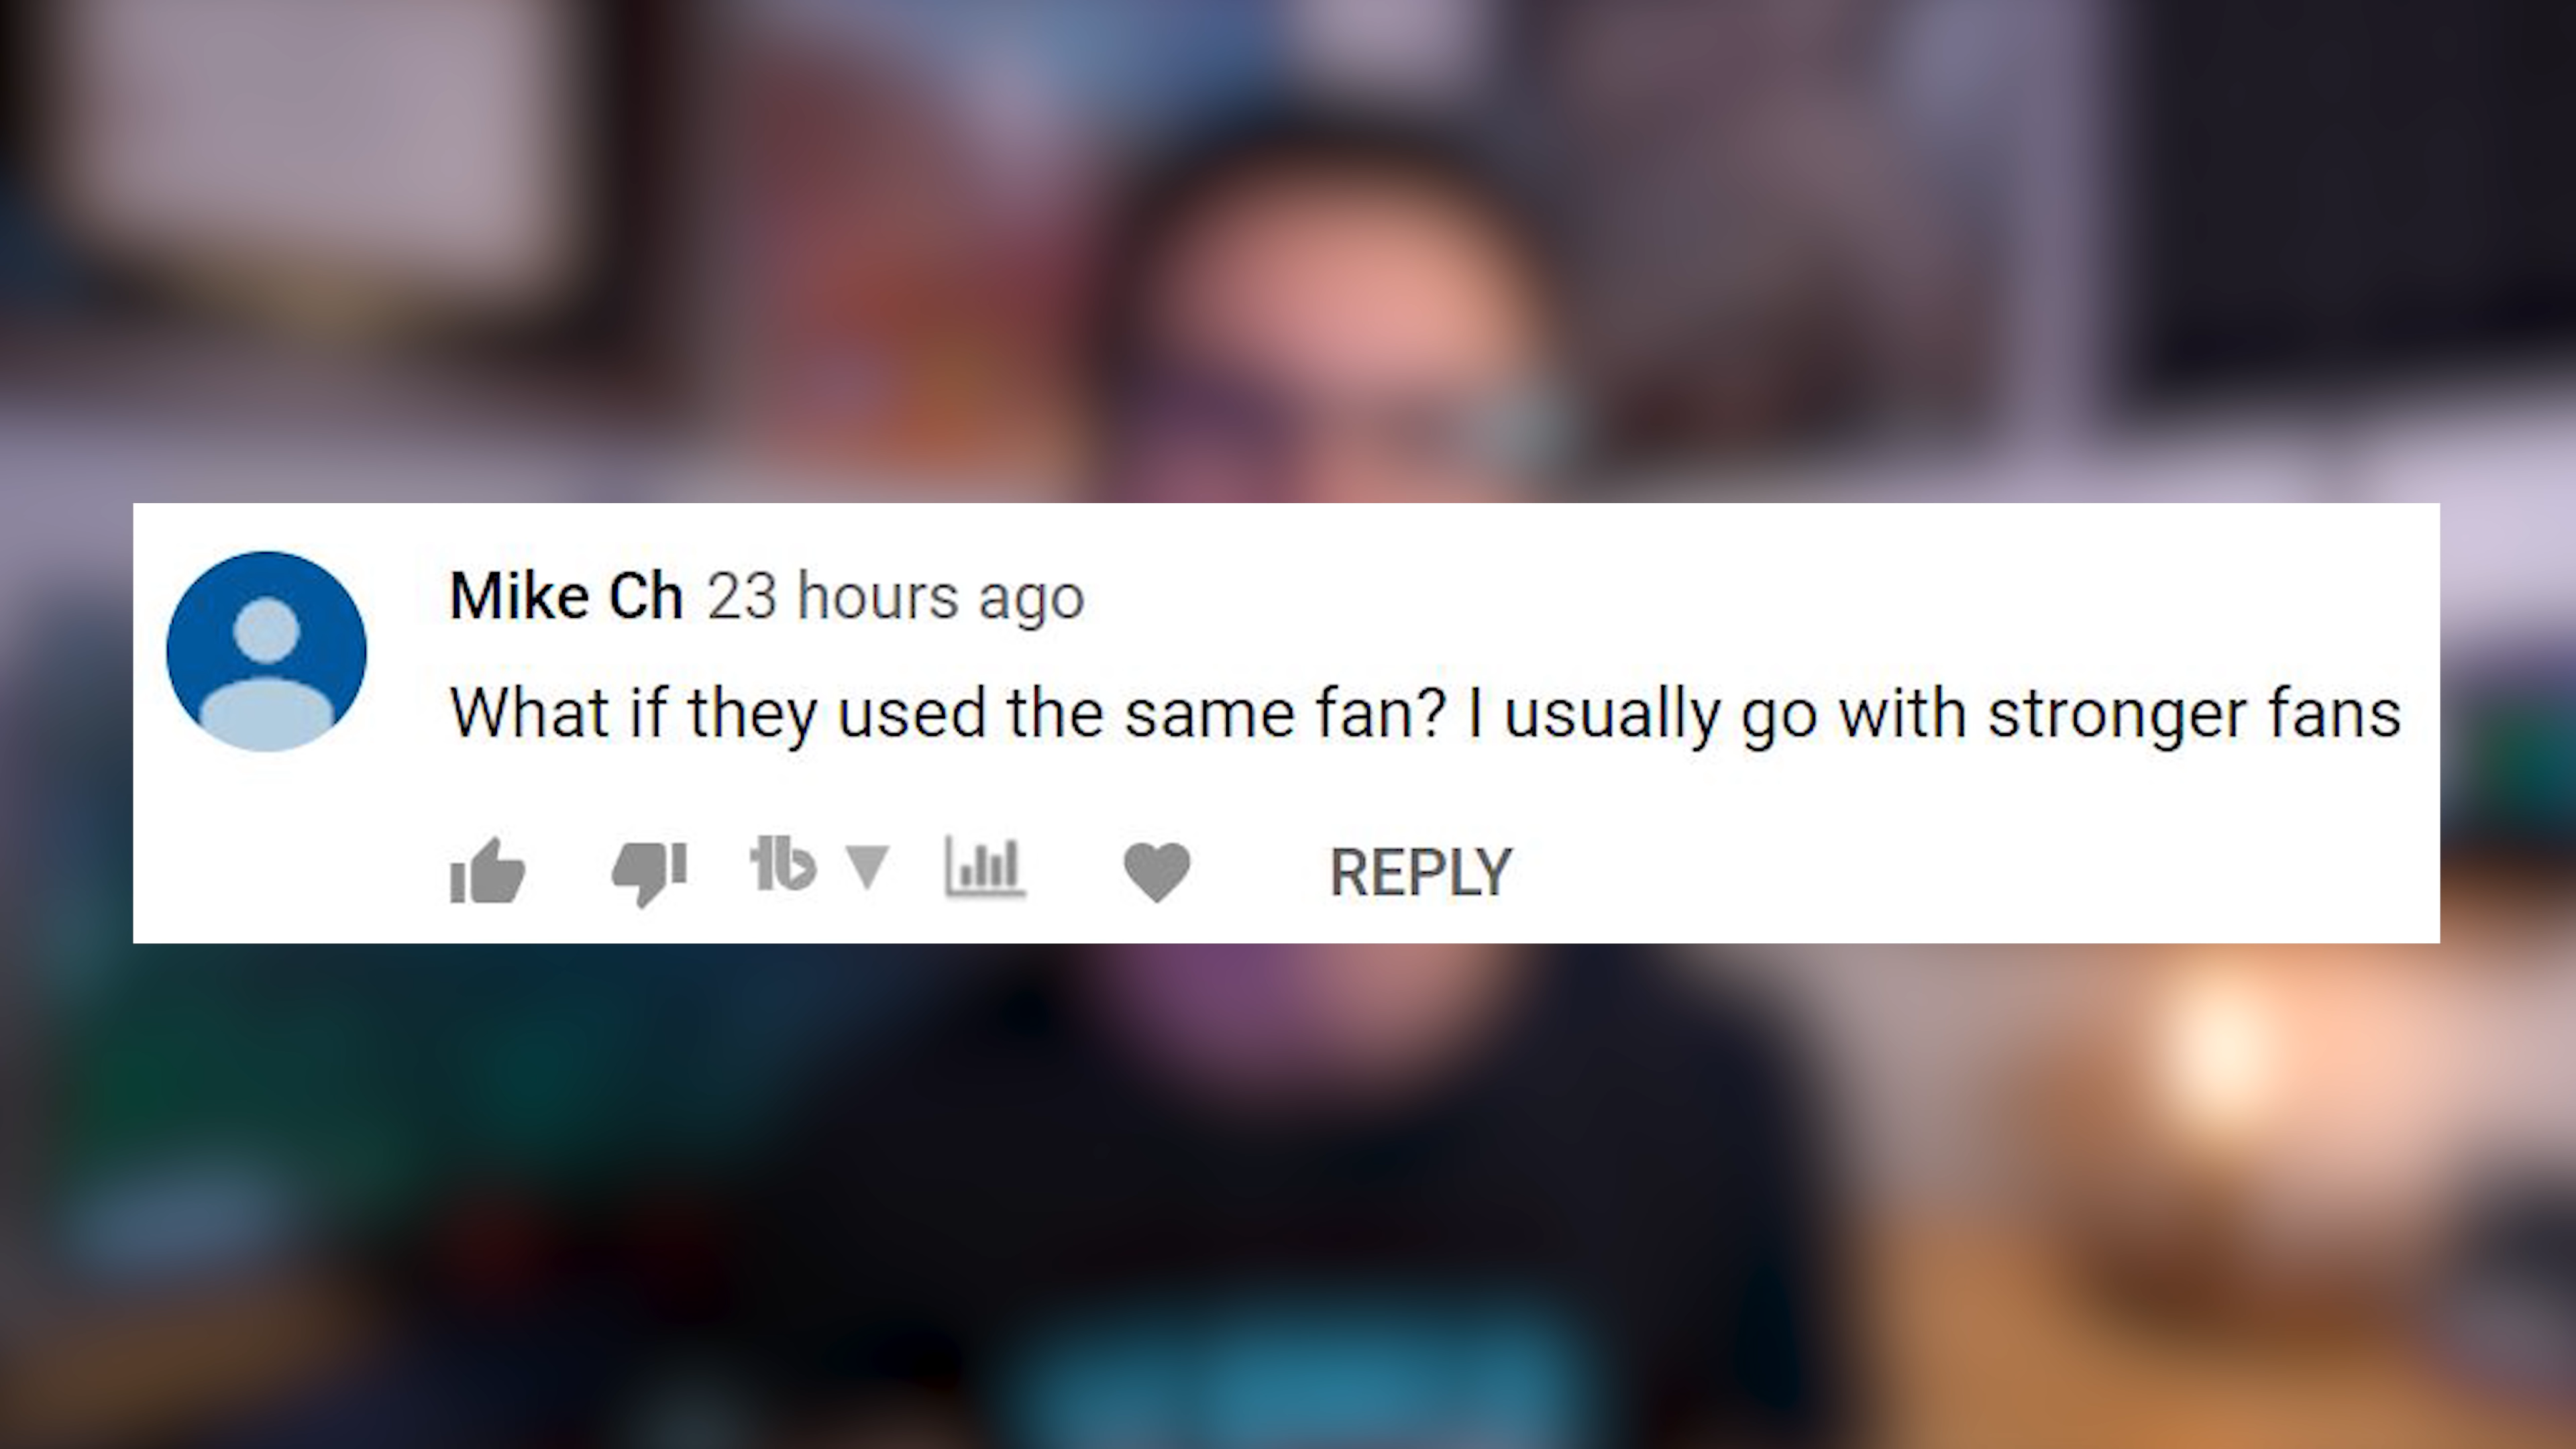 Mike Ch 23 hours ago
What if they used the same fan? I usually go with stronger fans
REPLY